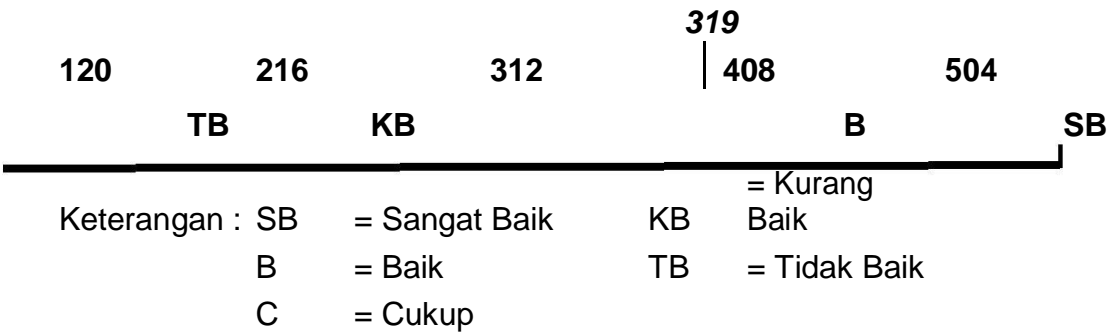 319
120 216 312 408 504
TB KB B SB
= Kurang
Keterangan : SB = Sangat Baik KB Baik
B = Baik TB = Tidak Baik
C = Cukup